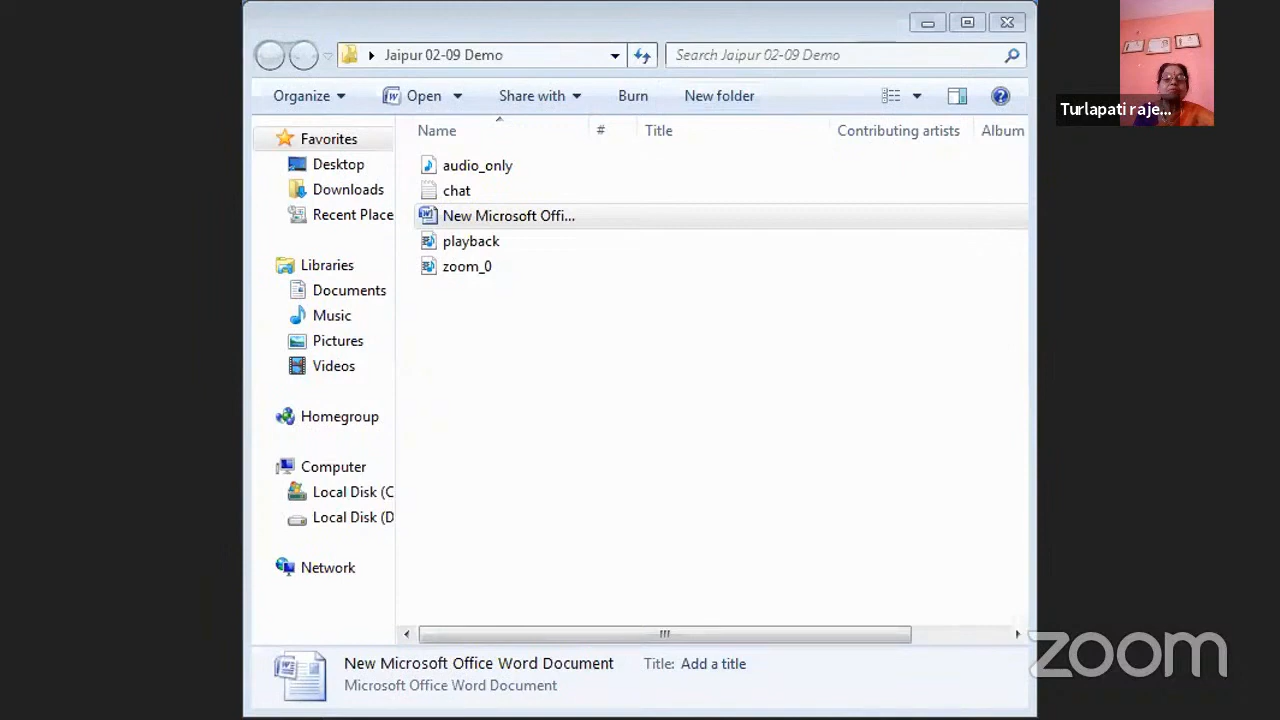 Jaipur 02-09 Demo
Search Jaipur 02-09 Demo
Organize
Open
Share with
Burn
New folder
Name
#
Title
Contributing artists
Album
Favorites
Desktop
Downloads
Recent Place
Libraries
Documents
Music
Pictures
Videos
Homegroup
Computer
Local Disk (C
Local Disk (D
Network
audio_only
chat
New Microsoft Offi...
playback
zoom_0
New Microsoft Office Word Document
Title: Add a title
Microsoft Office Word Document
Turlapati raje...
zoom